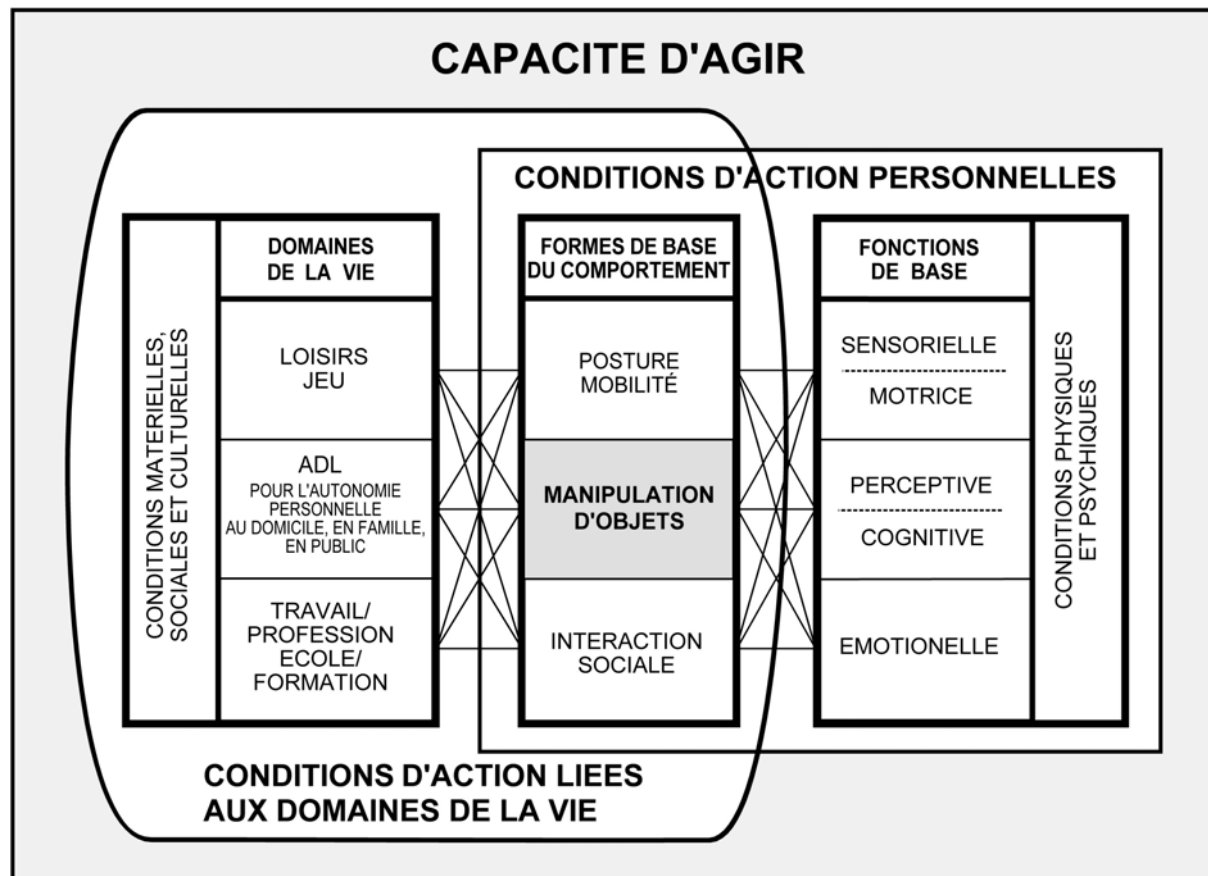 CAPACITE D'AGIR
CONDITIONS D'ACTION PERSONNELLES
CONDITIONS MATERIELLES,
SOCIALES ET CULTURELLES
DOMAINES
DE LA VIE
LOISIRS
JEU
ADL
POUR L'AUTONOMIE
PERSONNELLE
AU DOMICILE, EN FAMILLE,
EN PUBLIC
TRAVAIL/
PROFESSION
ECOLE/
FORMATION
FORMES DE BASE
DU COMPORTEMENT
POSTURE
MOBILITÉ
MANIPULATION
D'OBJETS
INTERACTION
SOCIALE
FONCTIONS
DE BASE
SENSORIELLE
MOTRICE
PERCEPTIVE
COGNITIVE
EMOTIONELLE
CONDITIONS PHYSIQUES
ET PSYCHIQUES
CONDITIONS D'ACTION LIEES
AUX DOMAINES DE LA VIE